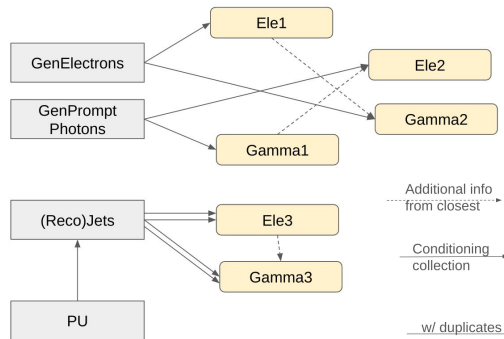 Ele1
GenElectrons
Ele2
GenPrompt
Photons
Gamma2
Gamma1
(Reco)Jets
Ele3
Gamma3
PU
Additional info
from closest
Conditioning
collection
w/ duplicates